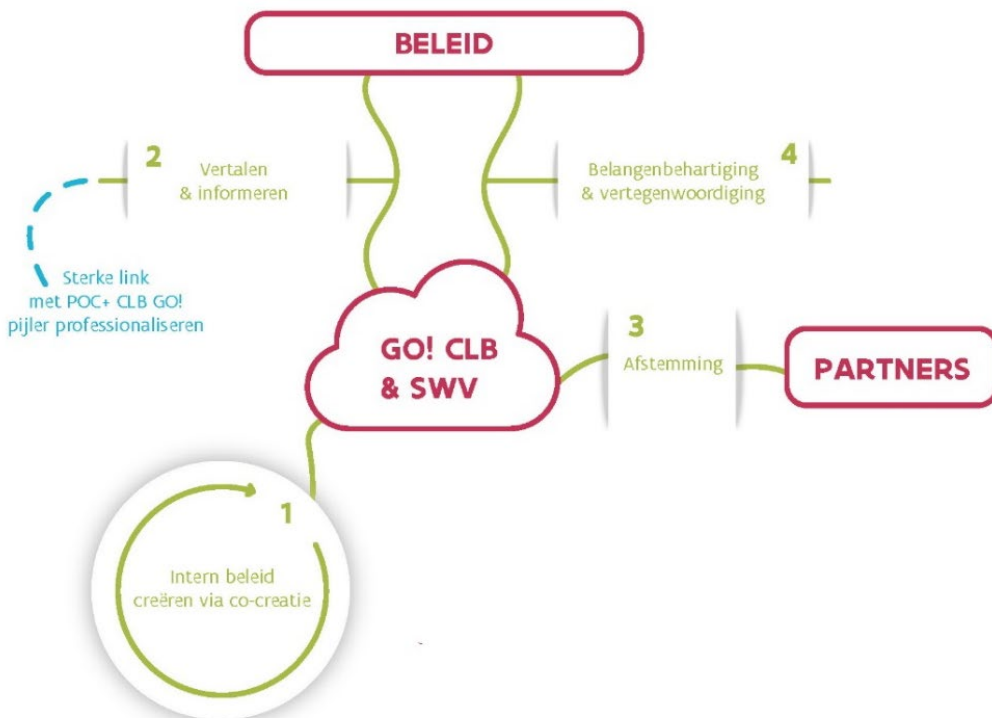 BELEID
2
Vertalen
& informeren
Belangenbehartiging
& vertegenwoordiging
4
Sterke link
met POC+ CLB GO!
pijler professionaliseren
GO! CLB
& SWV
3
Afstemming
PARTNERS
1
Intern beleid
creëren via co-creatie